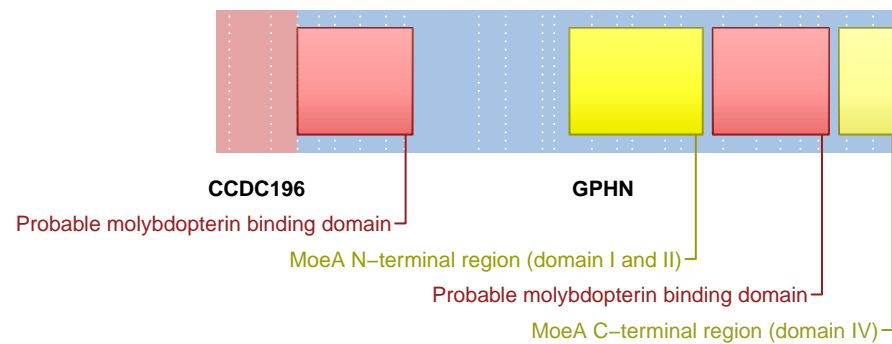 CCDC196 GPHN
Probable molybdopterin binding domain
MoeA N−terminal region (domain I and II)
Probable molybdopterin binding domain
MoeA C−terminal region (domain IV)